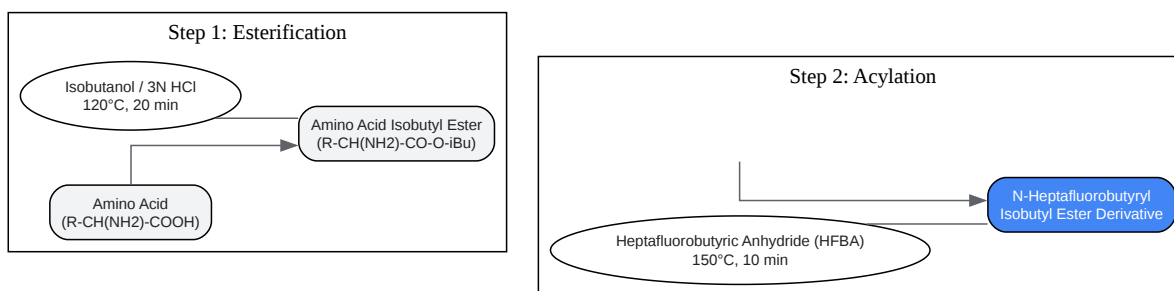 Step 1: Esterification
Isobutanol / 3N HCl
120°C, 20 min
Amino Acid Isobutyl Ester
(R-CH(NH2)-CO-O-iBu)
Amino Acid
(R-CH(NH2)-COOH)
Step 2: Acylation
N-Heptafluorobutyryl
Isobutyl Ester Derivative
Heptafluorobutyric Anhydride (HFBA)
150°C, 10 min